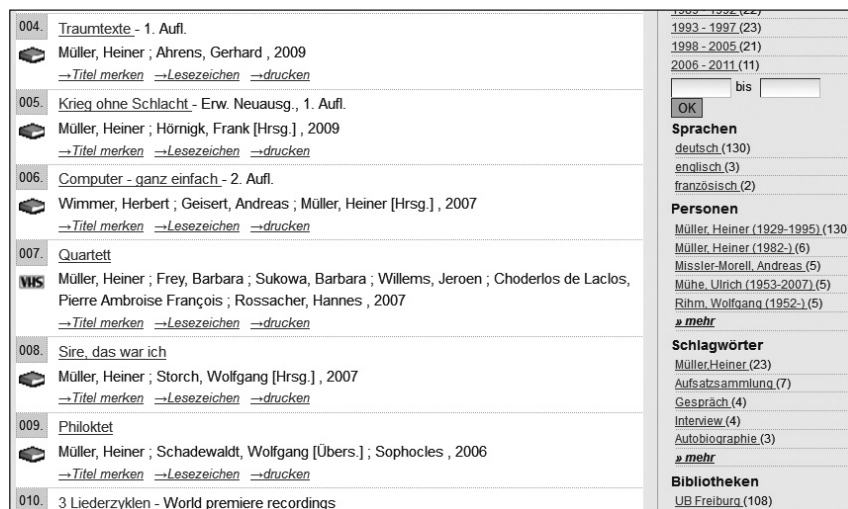 004. Traumtexte - 1. Aufl.
Müller, Heiner ; Ahrens, Gerhard , 2009
→Titel merken →Lesezeichen →drucken
005. Krieg ohne Schlacht - Erw. Neuausg., 1. Aufl.
Müller, Heiner ; Hörnigk, Frank [Hrsg.] , 2009
→Titel merken →Lesezeichen →drucken
006. Computer - ganz einfach - 2. Aufl.
Wimmer, Herbert ; Geisert, Andreas ; Müller, Heiner [Hrsg.] , 2007
→Titel merken →Lesezeichen →drucken
007. Quartett
VHS Müller, Heiner ; Frey, Barbara ; Sukowa, Barbara ; Willems, Jeroen ; Choderlos de Laclos,
Pierre Ambroise François ; Rossacher, Hannes , 2007
→Titel merken →Lesezeichen →drucken
008. Sire, das war ich
Müller, Heiner ; Storch, Wolfgang [Hrsg.] , 2007
→Titel merken →Lesezeichen →drucken
009. Philoktet
Müller, Heiner ; Schadewaldt, Wolfgang [Übers.] ; Sophocles , 2006
→Titel merken →Lesezeichen →drucken
010. 3 Liederzyklen - World premiere recordings
1989 - 1992 (22)
1993 - 1997 (23)
1998 - 2005 (21)
2006 - 2011 (11)
bis
OK
Sprachen
deutsch (130)
englisch (3)
französisch (2)
Personen
Müller, Heiner (1929-1995) (130)
Müller, Heiner (1982-) (6)
Missler-Morell, Andreas (5)
Mühe, Ulrich (1953-2007) (5)
Rihm, Wolfgang (1952-) (5)
» mehr
Schlagwörter
Müller,Heiner (23)
Aufsatzsammlung (7)
Gespräch (4)
Interview (4)
Autobiographie (3)
» mehr
Bibliotheken
UB Freiburg (108)